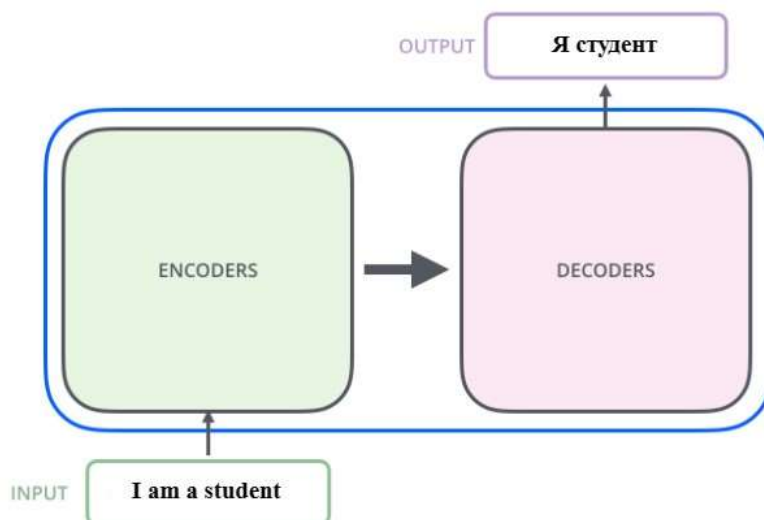 OUTPUT
Я студент
ENCODERS
DECODERS
INPUT
I am a student